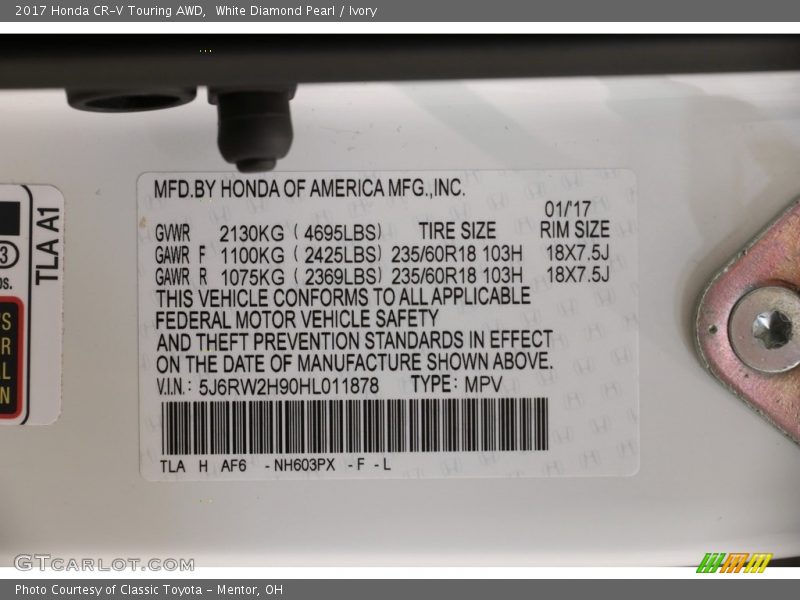 2017 Honda CR-V Touring AWD,  White Diamond Pearl / Ivory
MFD.BY HONDA OF AMERICA MFG.,INC.
01/'17
GVWR 2130KG ( 4695LBS) TIRE SIZE RIM SIZE
GAWR F 1100KG ( 2425LBS) 235/60R18 103H 18X7.5J
GAWR R 1075KG ( 2369LBS) 235/60R18 103H 18X7.5J
THIS VEHICLE CONFORMS TO ALL APPLICABLE
FEDERAL MOTOR VEHICLE SAFETY
AND THEFT PREVENTION STANDARDS IN EFFECT
ON THE DATE OF MANUFACTURE SHOWN ABOVE.
V.I.N.: 5J6RW2H90HL011878 TYPE: MPV
TLA H AF6 -NH603PX -F -L
TLA A1
3
GTCARLOT.COM
Photo Courtesy of Classic Toyota - Mentor, OH